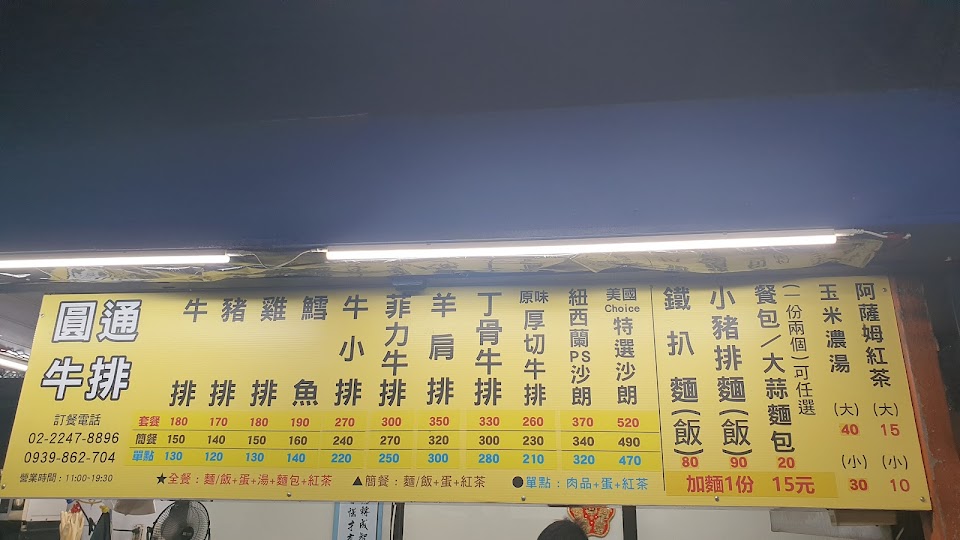 圓通
牛排
訂餐電話
02-2247-8896
0939-862-704
營業時間：11:00-19:30
牛排
豬排
雞排
鱈魚
牛小排
菲力牛排
羊肩排
丁骨牛排
原味厚切牛排
紐西蘭PS沙朗
美國Choice特選沙朗
套餐 180 170 180 190 270 300 350 330 260 370 520
簡餐 150 140 150 160 240 270 320 300 230 340 490
單點 130 120 130 140 220 250 300 280 210 320 470
★全餐：麵/飯+蛋+湯+麵包+紅茶 ▲簡餐：麵/飯+蛋+紅茶 ●單點：肉品+蛋+紅茶
鐵扒麵(飯) 80
小豬排麵(飯) 90
餐包/大蒜麵包 20
(一份兩個)可任選
玉米濃湯 (大) 40 (小) 30
阿薩姆紅茶 (大) 15 (小) 10
加麵1份 15元